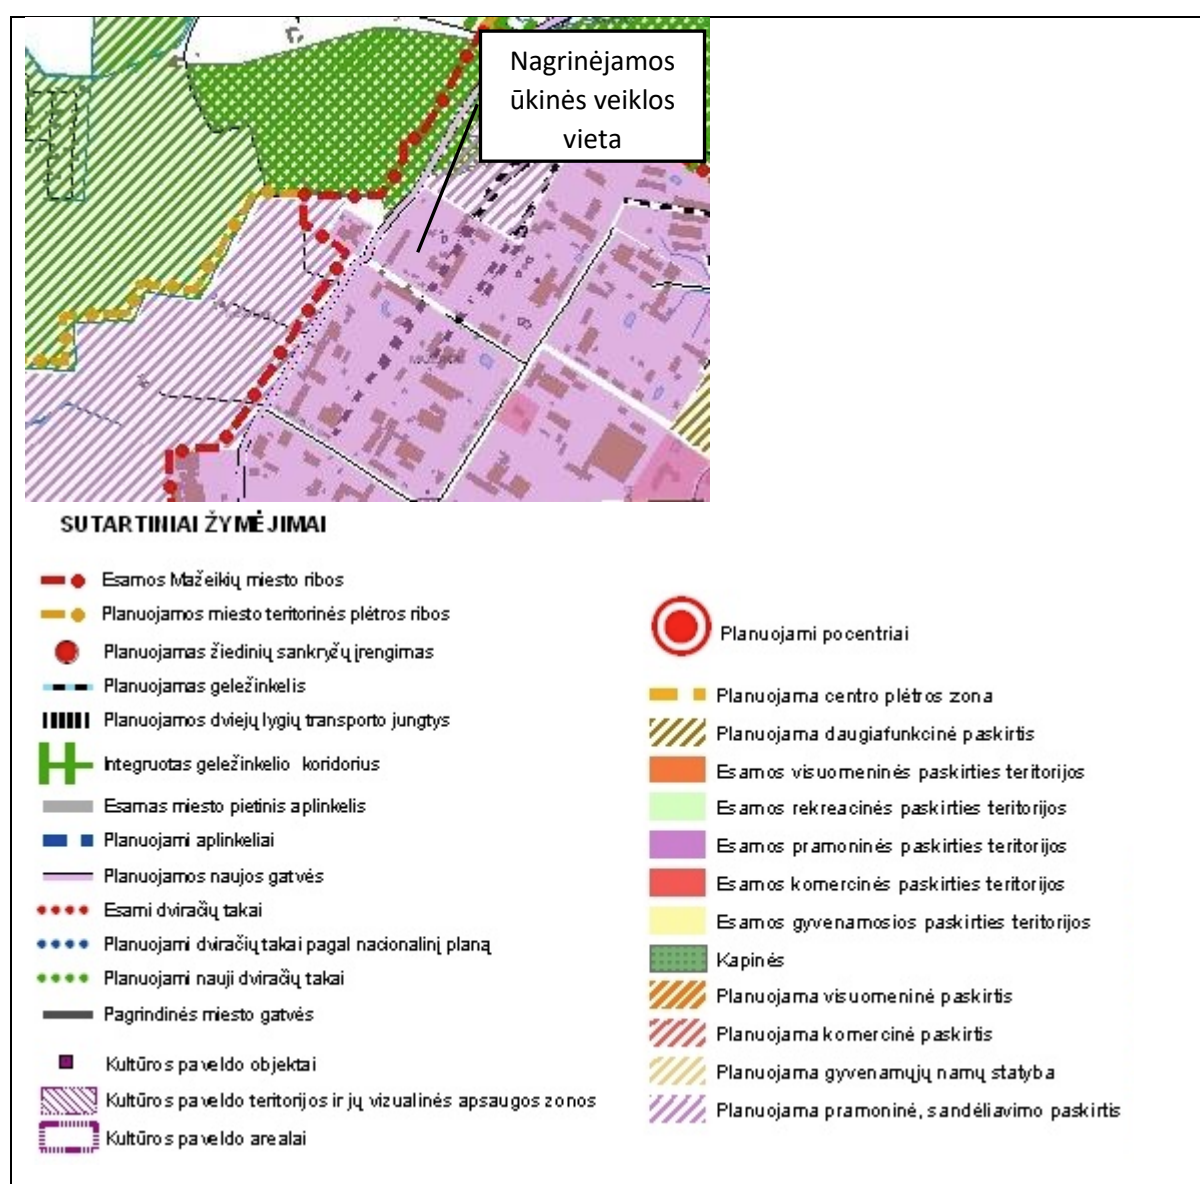 Nagrinėjamos
ūkinės veiklos
vieta
SUTARTINIAI ŽYMĖJIMAI
Esamos Mažeikių miesto ribos
Planuojamos miesto teritorinės plėtros ribos
Planuojamas žiedinių sankryžų įrengimas
Planuojamas geležinkelis
Planuojamos dviejų lygių transporto jungtys
Integruotas geležinkelio koridorius
Esamas miesto pietinis aplinkelis
Planuojami aplinkeliai
Planuojamos naujos gatvės
Esami dviračių takai
Planuojami dviračių takai pagal nacionalinį planą
Planuojami nauji dviračių takai
Pagrindinės miesto gatvės
Kultūros paveldo objektai
Kultūros paveldo teritorijos ir jų vizualinės apsaugos zonos
Kultūros paveldo arealai
Planuojami pocentriai
Planuojama centro plėtros zona
Planuojama daugiafunkcinė paskirtis
Esamos visuomeninės paskirties teritorijos
Esamos rekreacinės paskirties teritorijos
Esamos pramoninės paskirties teritorijos
Esamos komercinės paskirties teritorijos
Esamos gyvenamosios paskirties teritorijos
Kapinės
Planuojama visuomeninė paskirtis
Planuojama komercinė paskirtis
Planuojama gyvenamųjų namų statyba
Planuojama pramoninė, sandėliavimo paskirtis